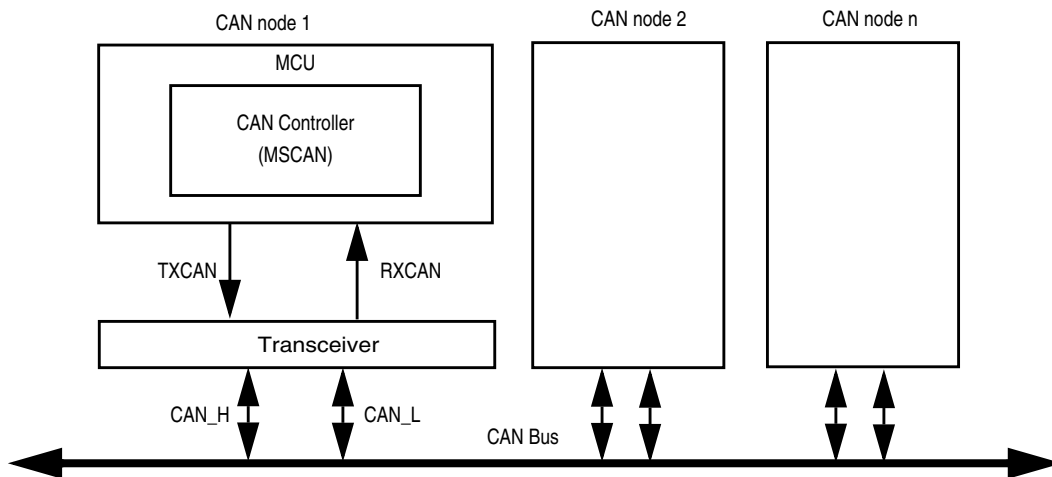 CAN node 1
CAN node 2
CAN node n
MCU
CAN Controller
(MSCAN)
TXCAN
RXCAN
Transceiver
CAN_H
CAN_L
CAN Bus